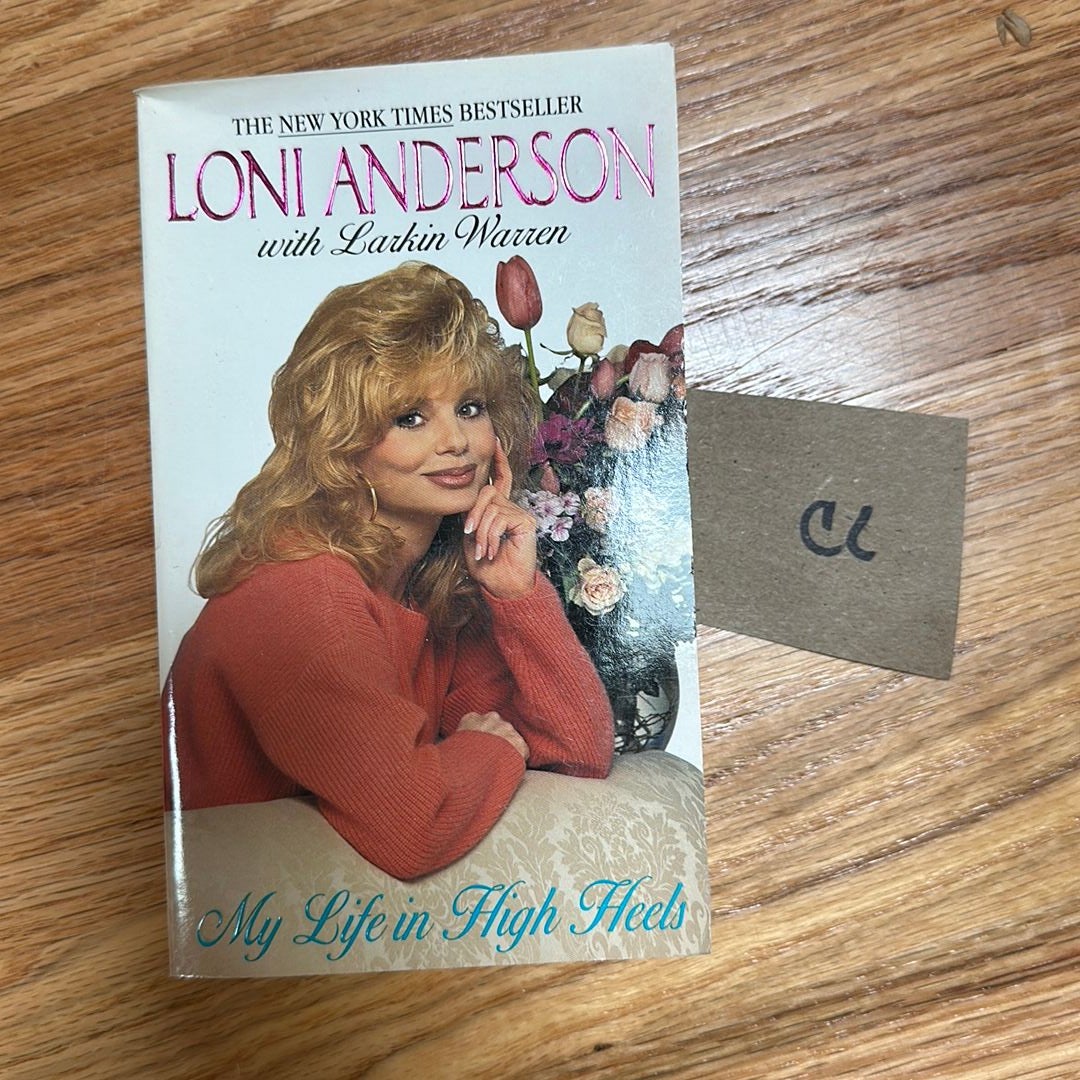 THE NEW YORK TIMES BESTSELLER
LONI ANDERSON
with Larkin Warren
My Life in High Heels